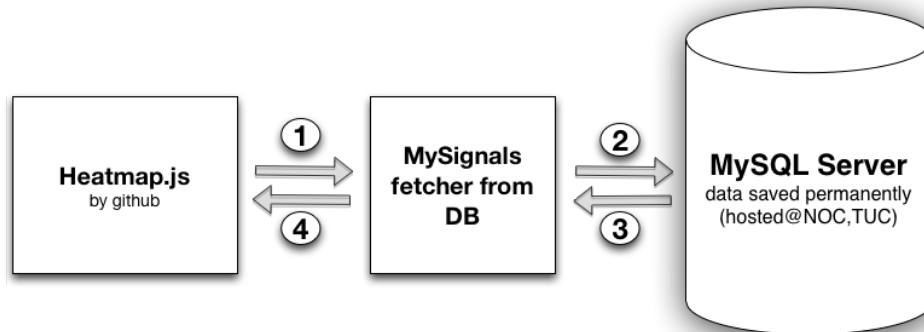 Heatmap.js
by github
1
4
MySignals
fetcher from
DB
2
3
MySQL Server
data saved permanently
(hosted@NOC,TUC)